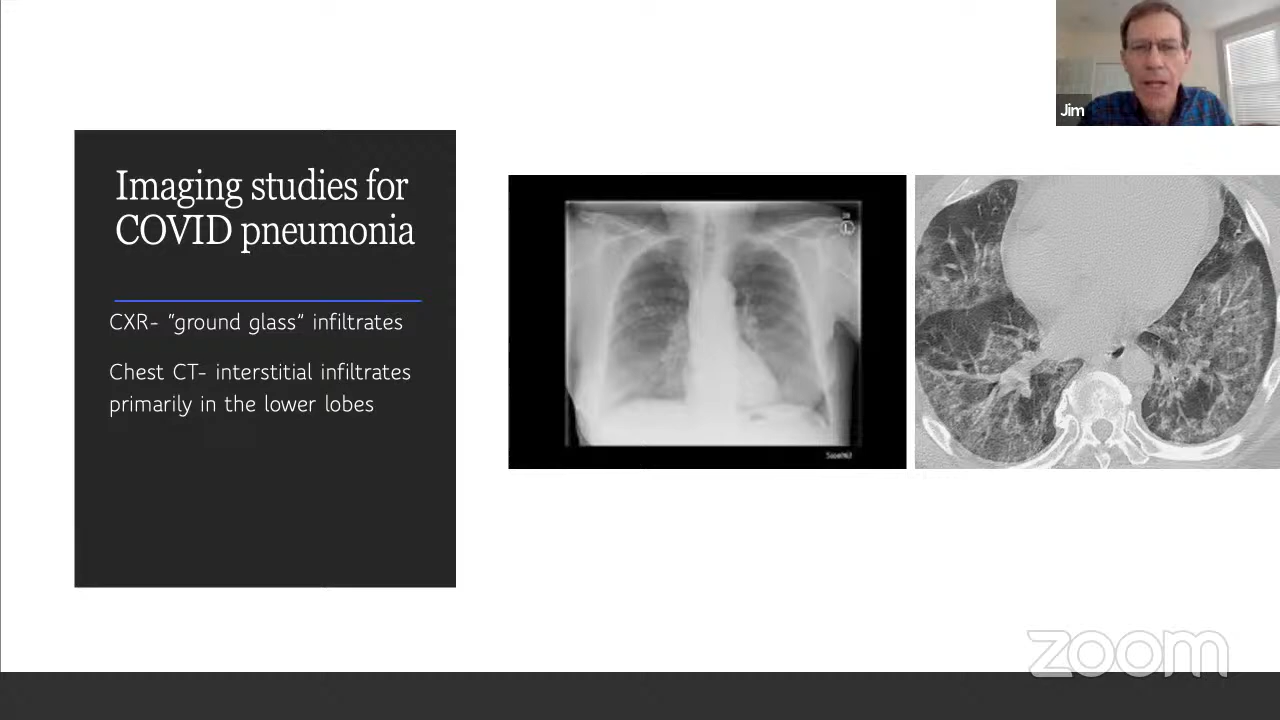 Jim
Imaging studies for
COVID pneumonia
CXR- “ground glass” infiltrates
Chest CT- interstitial infiltrates
primarily in the lower lobes
L
zoom